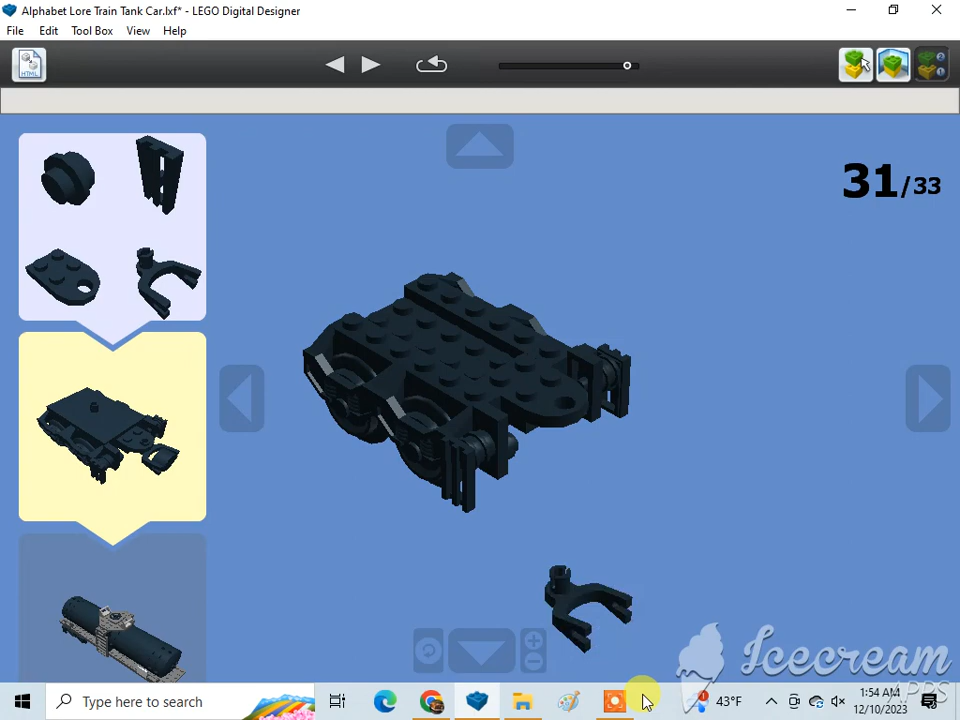 Alphabet Lore Train Tank Car.lxf* - LEGO Digital Designer
File Edit Tool Box View Help
HTML
31/33
Icecream
APPS
Type here to search
43°F
1:54 AM
12/10/2023